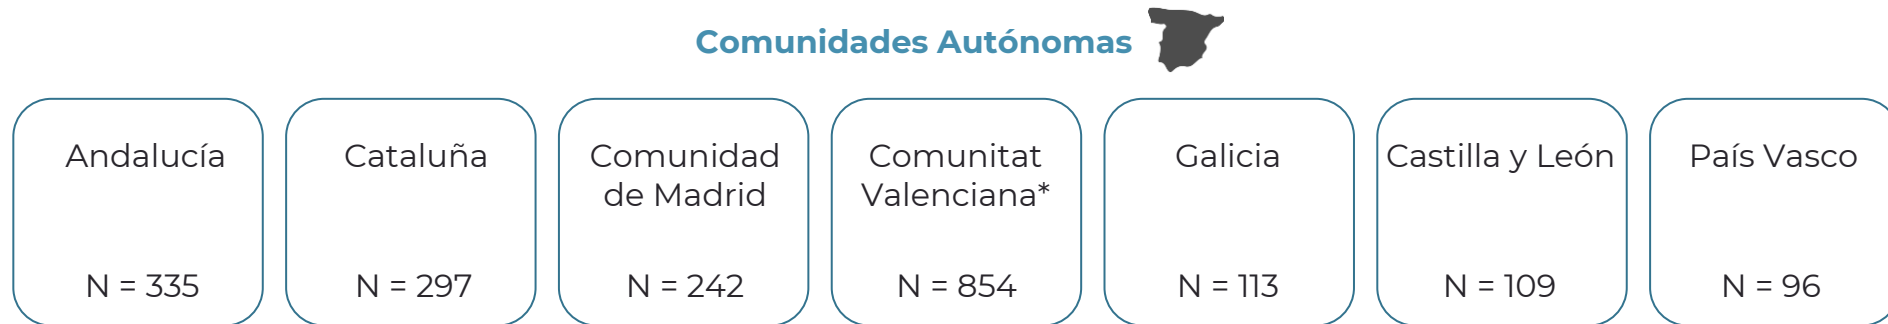 Comunidades Autónomas
Andalucía
N = 335
Cataluña
N = 297
Comunidad
de Madrid
N = 242
Comunitat
Valenciana*
N = 854
Galicia
N = 113
Castilla y León
N = 109
País Vasco
N = 96